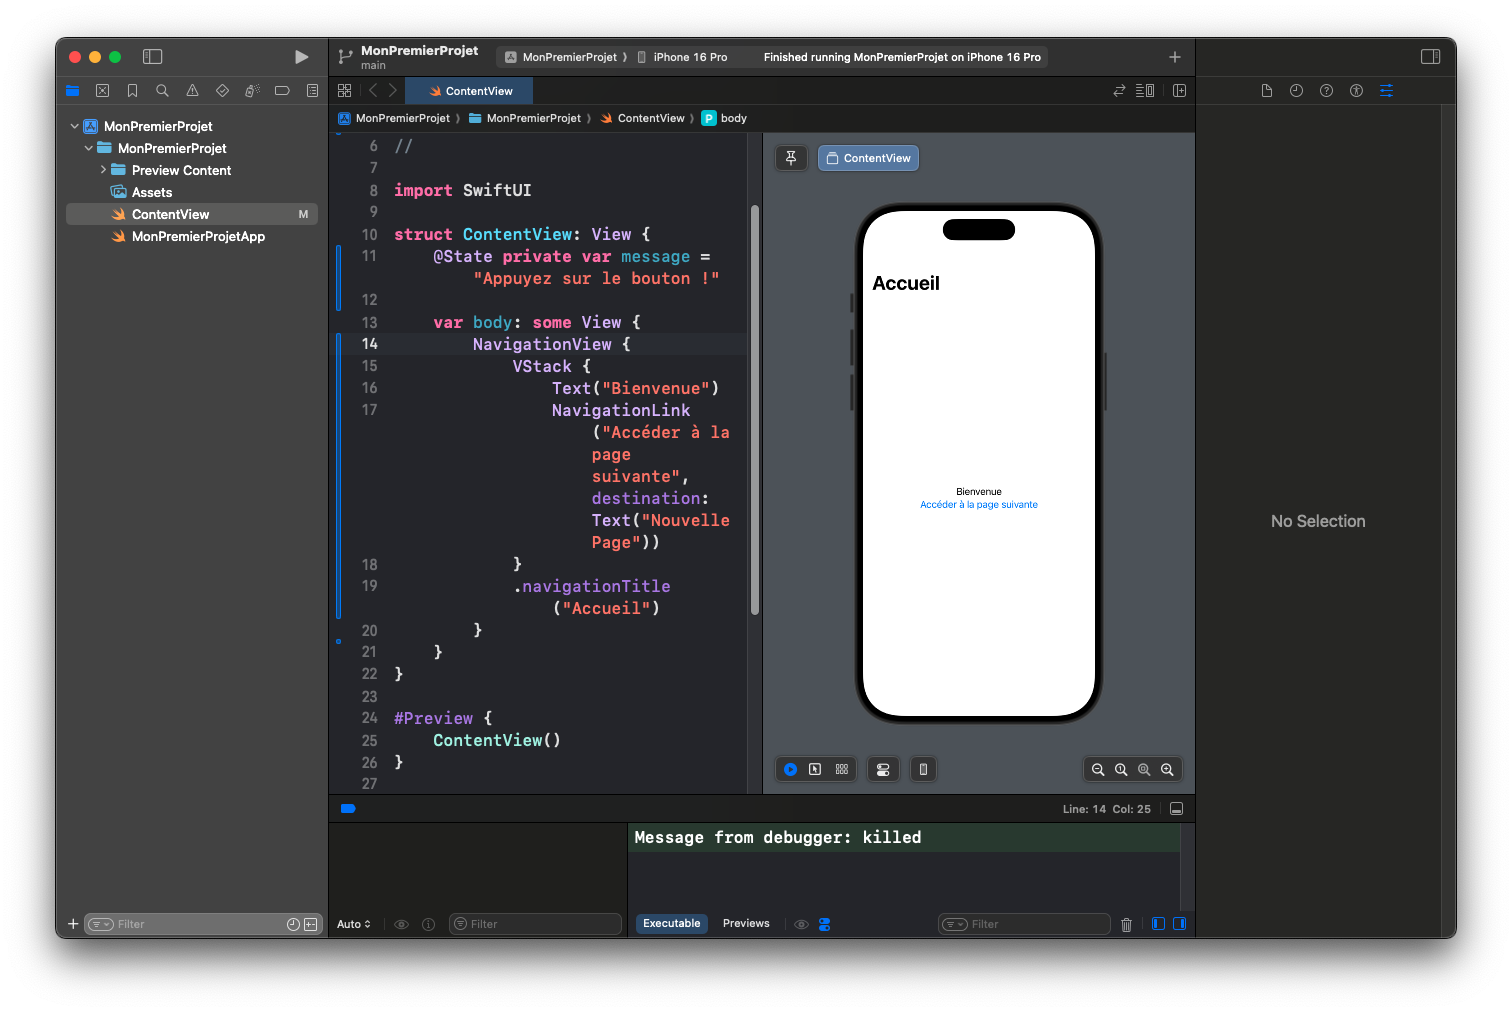 MonPremierProjet
main
MonPremierProjet
iPhone 16 Pro
Finished running MonPremierProjet on iPhone 16 Pro
ContentView
MonPremierProjet
MonPremierProjet
ContentView
P body
MonPremierProjet
MonPremierProjet
Preview Content
Assets
ContentView M
MonPremierProjetApp
6 //
7
8 import SwiftUI
9
10 struct ContentView: View {
11 @State private var message =
"Appuyez sur le bouton !"
12
13 var body: some View {
14 NavigationView {
15 VStack {
16 Text("Bienvenue")
17 NavigationLink
("Accéder à la
page
suivante",
destination:
Text("Nouvelle
Page"))
18 }
19 .navigationTitle
("Accueil")
20 }
21 }
22 }
23
24 #Preview {
25 ContentView()
26 }
27
ContentView
Accueil
Bienvenue
Accéder à la page suivante
No Selection
Line: 14 Col: 25
Message from debugger: killed
Filter
Auto
Filter
Executable
Previews
Filter